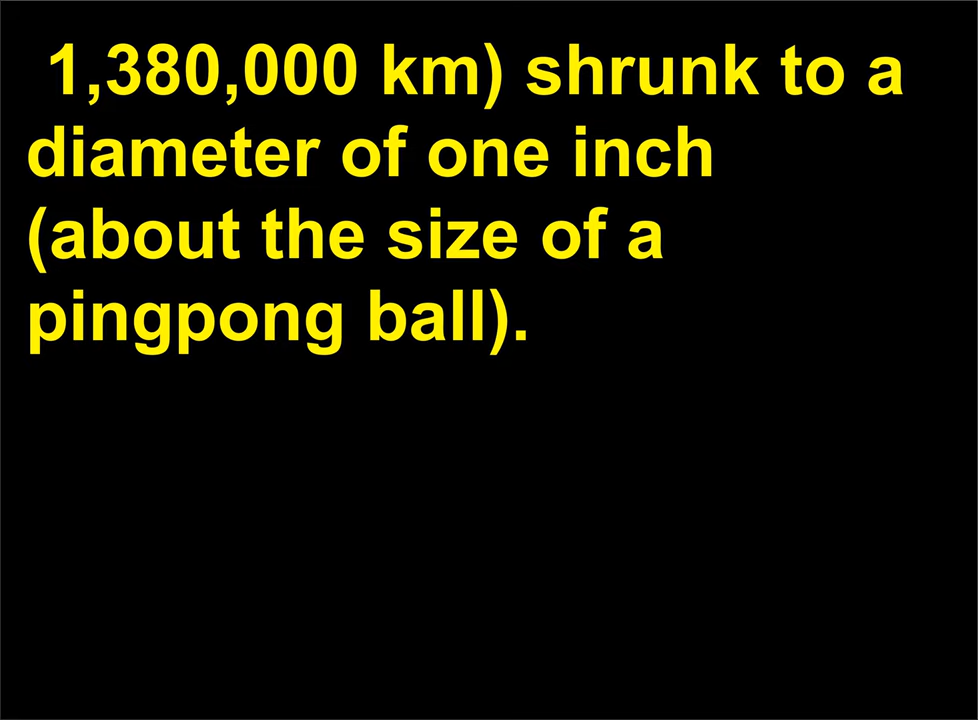 1,380,000 km) shrunk to a
diameter of one inch
(about the size of a
pingpong ball).